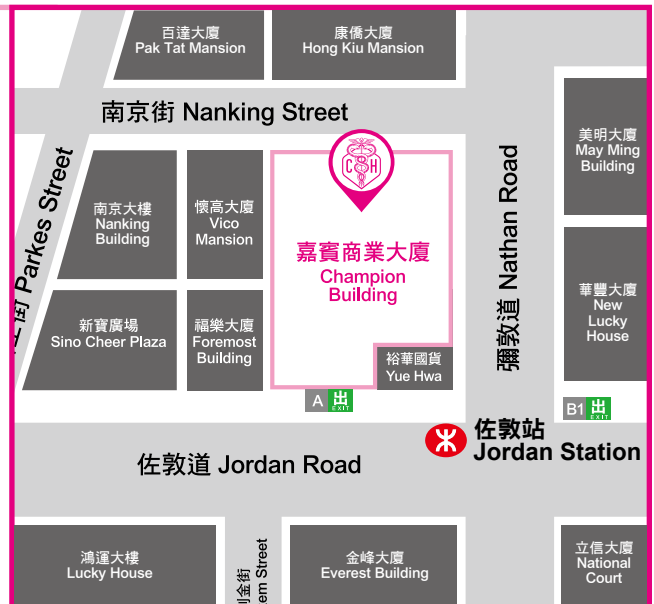 百達大廈
Pak Tat Mansion
康僑大廈
Hong Kiu Mansion
南京街 Nanking Street
美明大廈
May Ming
Building
Parkes Street
南京大樓
Nanking
Building
懷高大廈
Vico
Mansion
CSH
嘉賓商業大廈
Champion
Building
彌敦道 Nathan Road
華豐大廈
New
Lucky
House
新寶廣場
Sino Cheer Plaza
福樂大廈
Foremost
Building
裕華國貨
Yue Hwa
A 出
EXIT
B1 出
EXIT
佐敦站
Jordan Station
佐敦道 Jordan Road
鴻運大樓
Lucky House
金街
Street
金峰大廈
Everest Building
立信大廈
National
Court